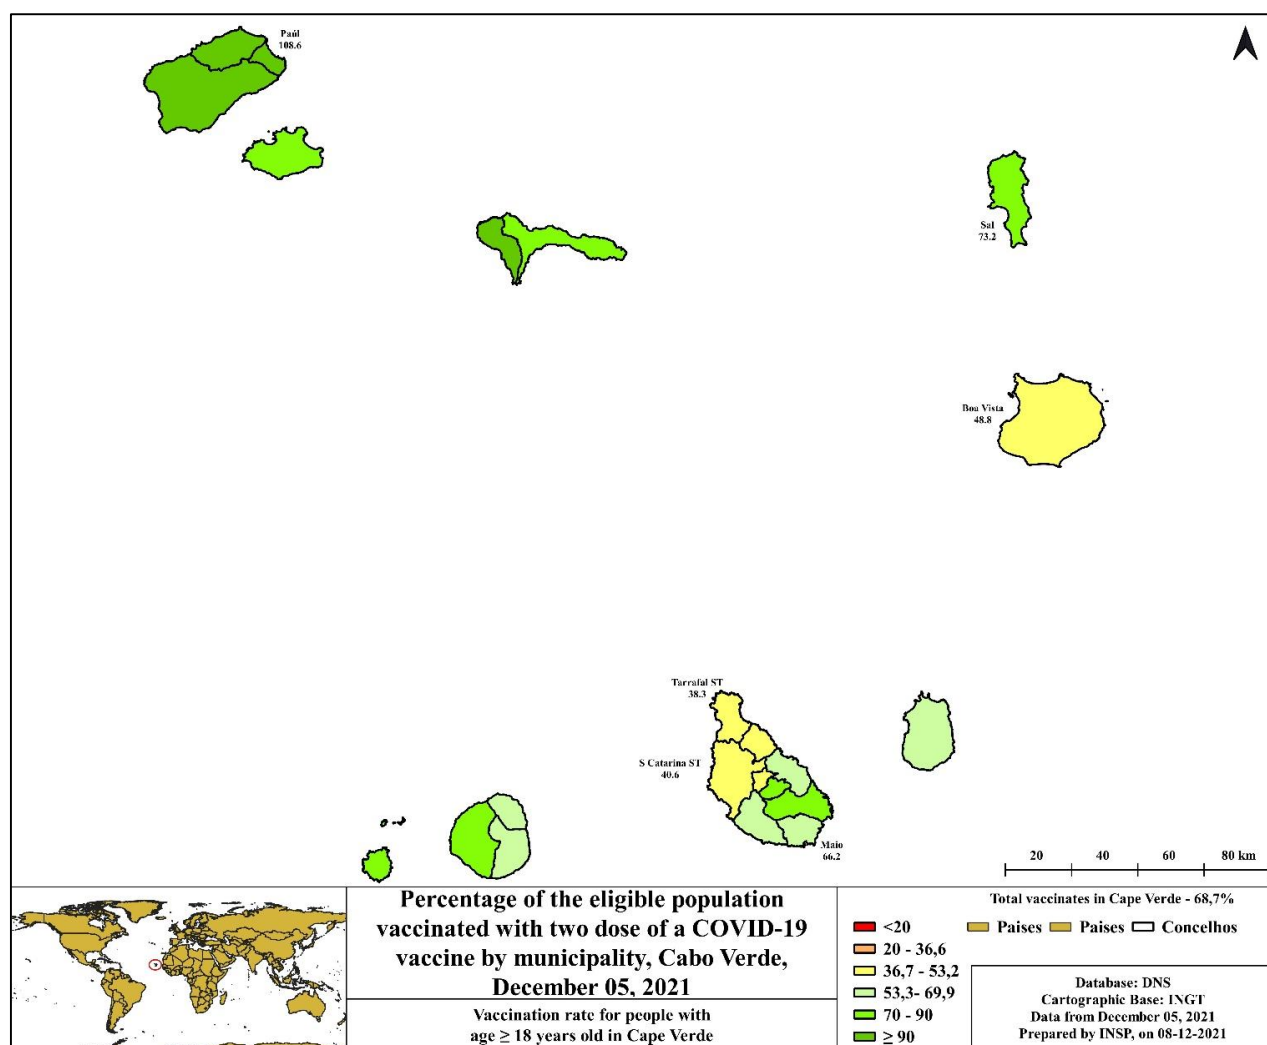 Paúl
108.6
Sal
73.2
Boa Vista
48.8
Tarrafal ST
38.3
S Catarina ST
40.6
Maio
66.2
20 40 60 80 km
Percentage of the eligible population
vaccinated with two dose of a COVID-19
vaccine by municipality, Cabo Verde,
December 05, 2021
Vaccination rate for people with
age ≥ 18 years old in Cape Verde
<20
20 - 36,6
36,7 - 53,2
53,3- 69,9
70 - 90
≥ 90
Total vaccinates in Cape Verde - 68,7%
Paises Paises Concelhos
Database: DNS
Cartographic Base: INGT
Data from December 05, 2021
Prepared by INSP, on 08-12-2021